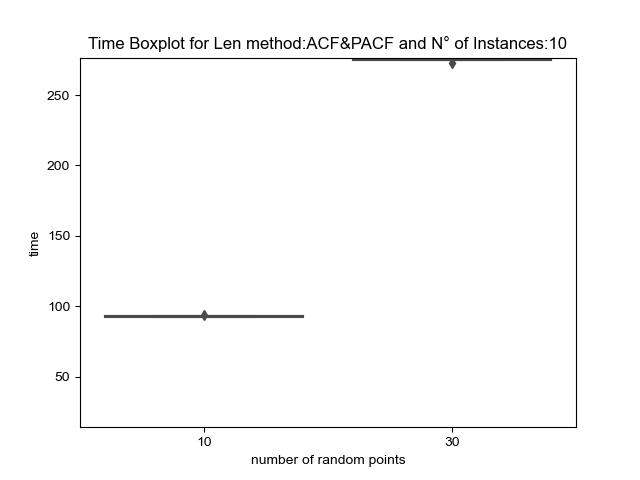 Time Boxplot for Len method:ACF&PACF and N° of Instances:10
250
200
150
100
50
time
10 30
number of random points